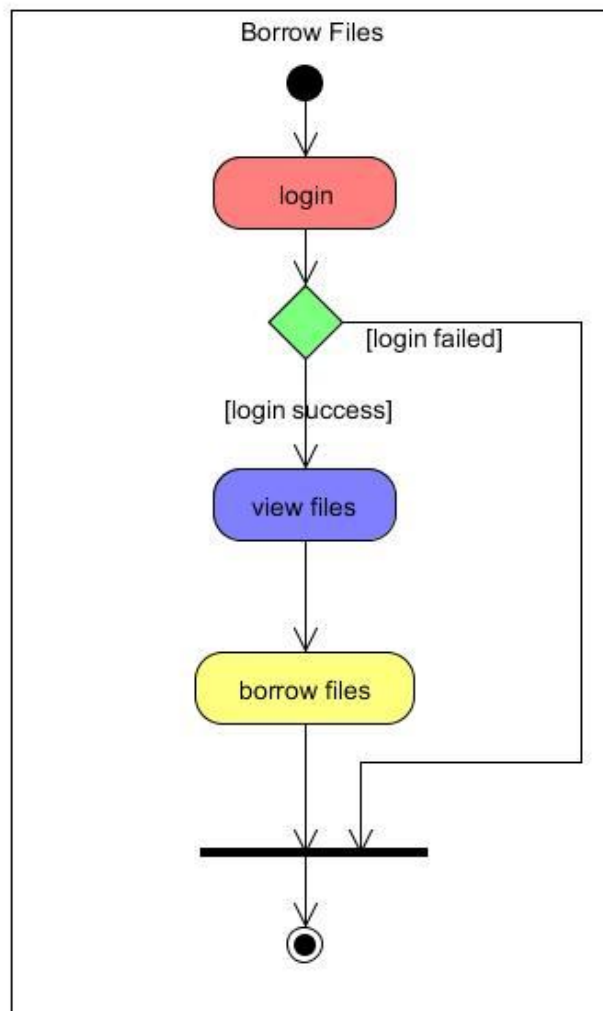 Borrow Files
login
[login failed]
[login success]
view files
borrow files